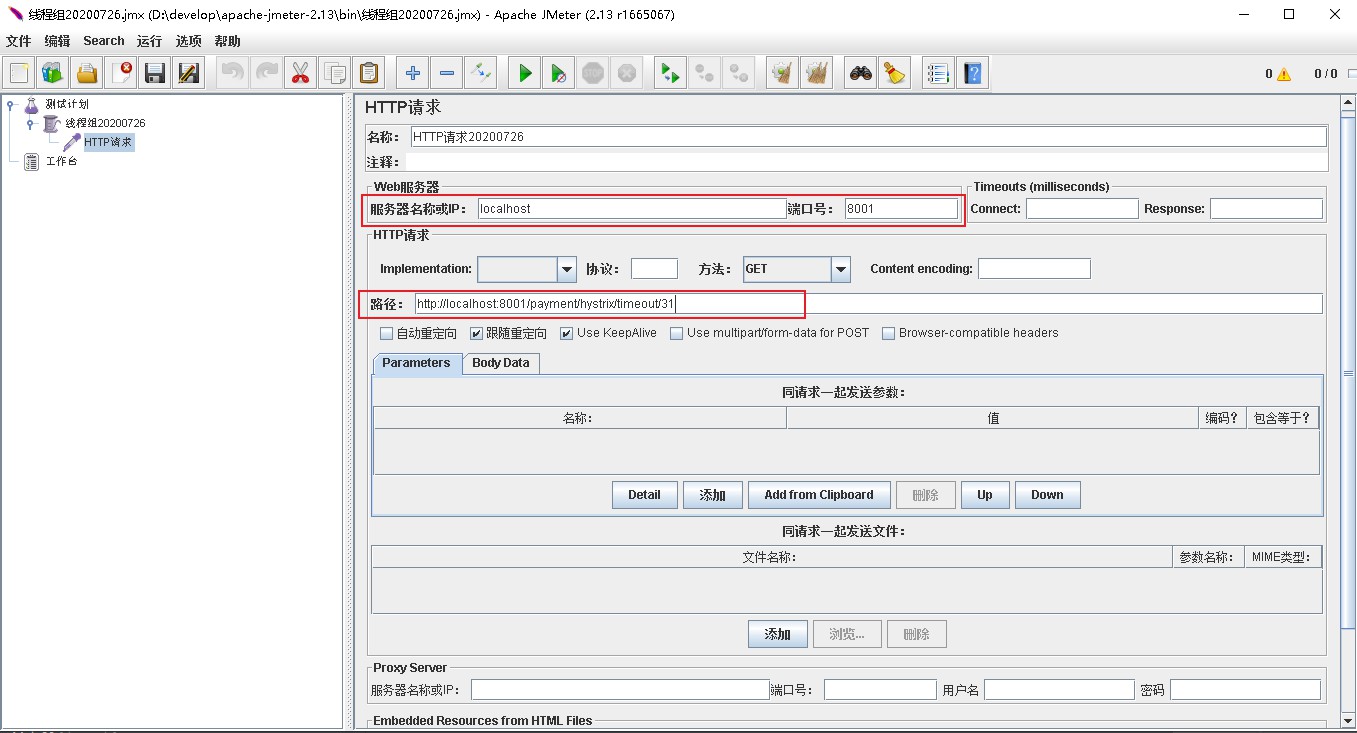 线程组20200726.jmx (D:\develop\apache-jmeter-2.13\bin\线程组20200726.jmx) - Apache JMeter (2.13 r1665067)
文件 编辑 Search 运行 选项 帮助
STOP 0 0 / 0
测试计划
线程组20200726
HTTP请求
工作台
HTTP请求
名称： HTTP请求20200726
注释：
Web服务器
服务器名称或IP： localhost 端口号： 8001
Timeouts (milliseconds)
Connect: Response:
HTTP请求
Implementation: 协议： 方法： GET Content encoding:
路径： http://localhost:8001/payment/hystrix/timeout/31
自动重定向 跟随重定向 Use KeepAlive Use multipart/form-data for POST Browser-compatible headers
Parameters Body Data
同请求一起发送参数：
名称： 值 编码？ 包含等于？
Detail 添加 Add from Clipboard 删除 Up Down
同请求一起发送文件：
文件名称： 参数名称： MIME类型：
添加 浏览... 删除
Proxy Server
服务器名称或IP： 端口号： 用户名 密码
Embedded Resources from HTML Files